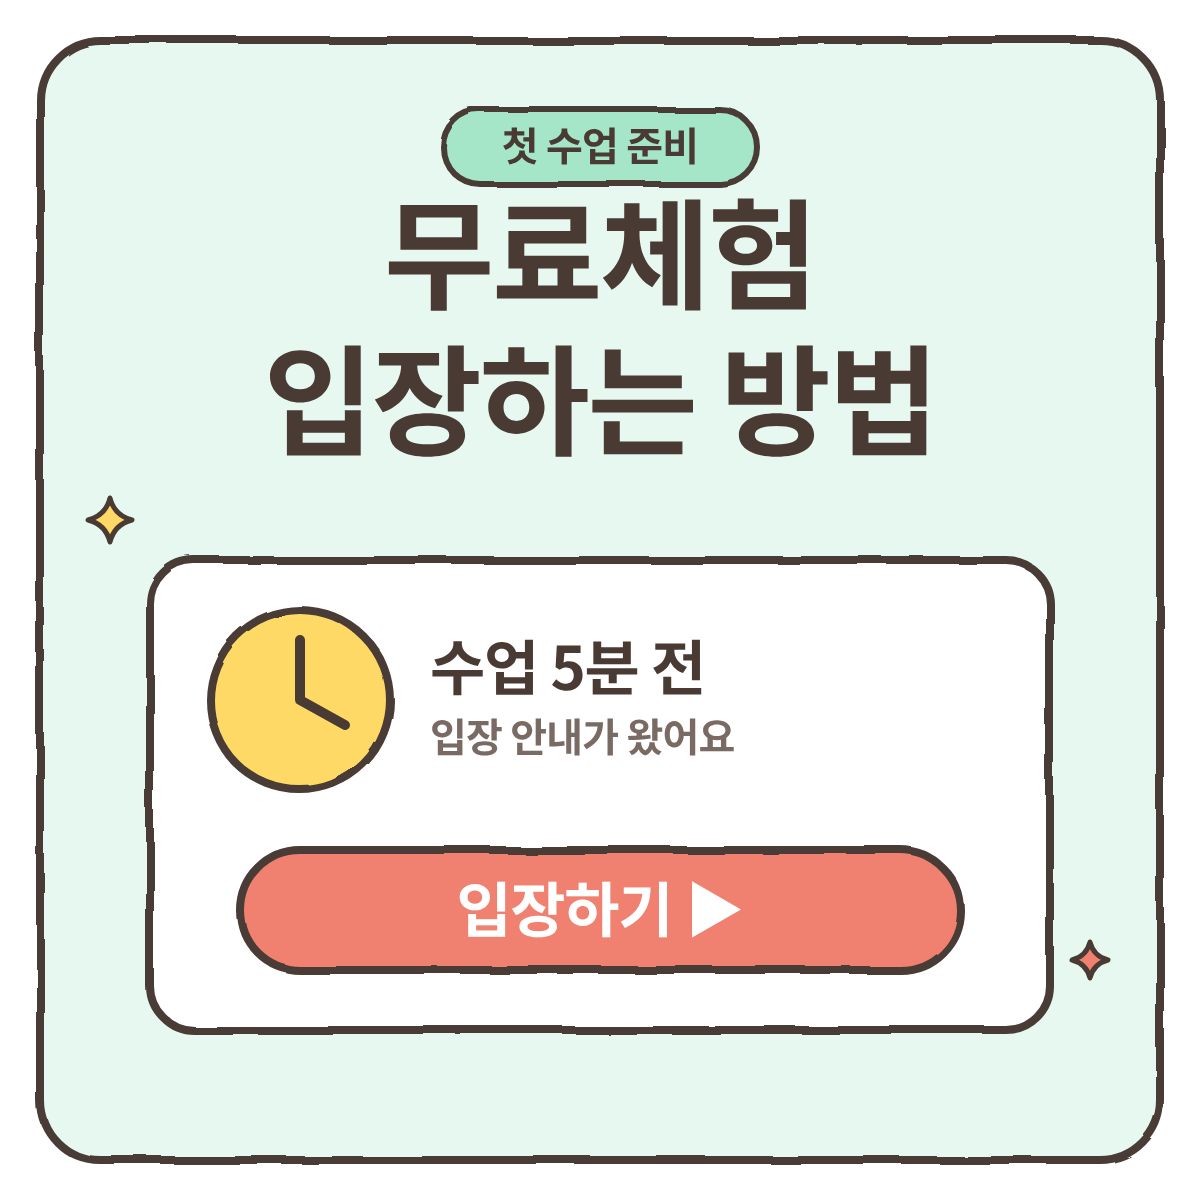 첫 수업 준비
무료체험
입장하는 방법
수업 5분 전
입장 안내가 왔어요
입장하기 ▶